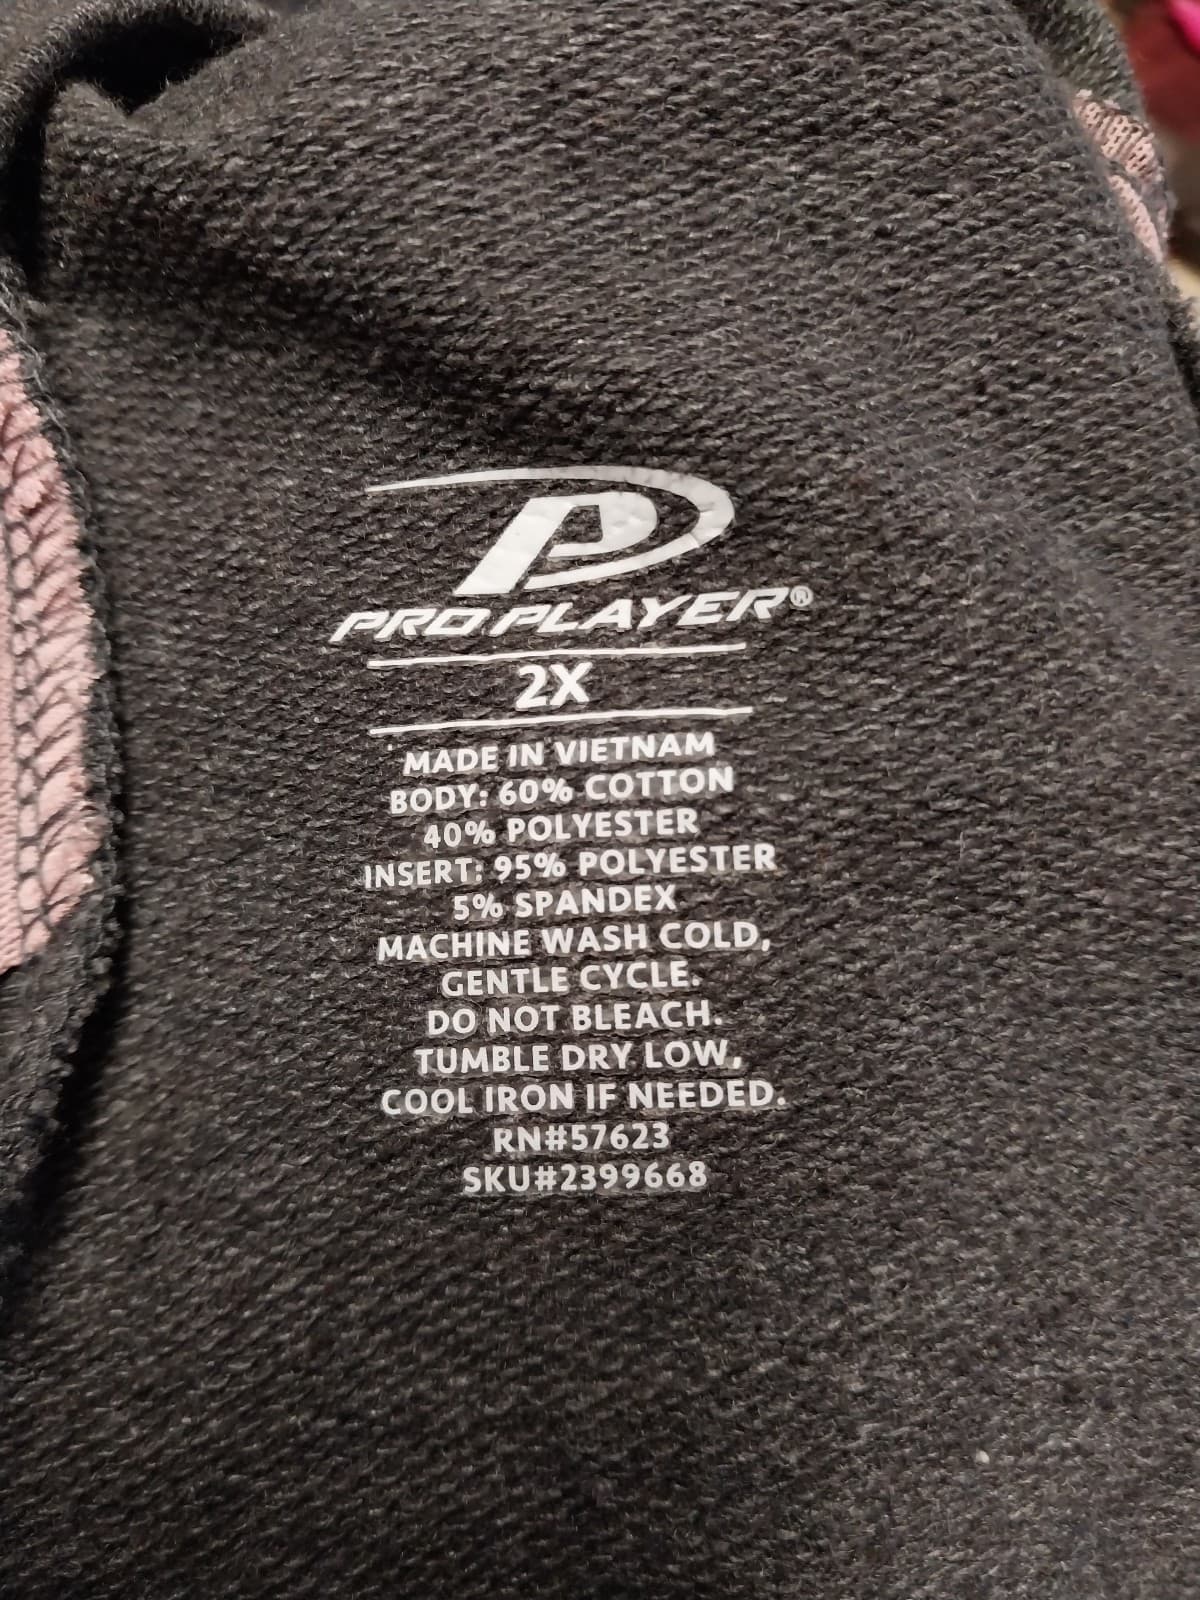 P
PRO PLAYER®
2X
MADE IN VIETNAM
BODY: 60% COTTON
40% POLYESTER
INSERT: 95% POLYESTER
5% SPANDEX
MACHINE WASH COLD,
GENTLE CYCLE.
DO NOT BLEACH.
TUMBLE DRY LOW,
COOL IRON IF NEEDED.
RN#57623
SKU#2399668